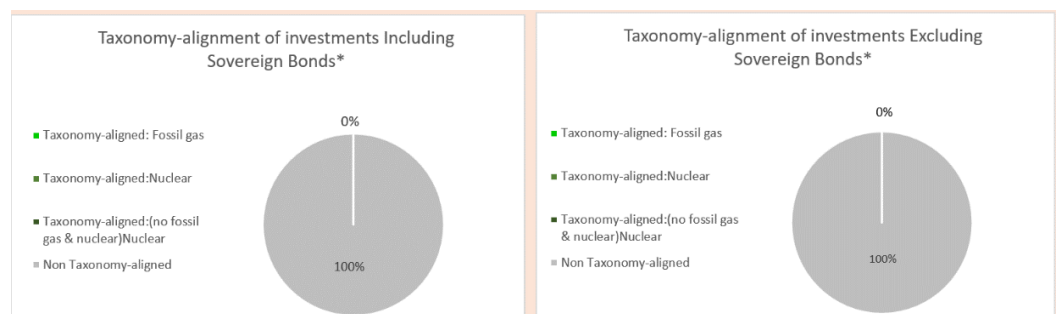 Taxonomy-alignment of investments Including
Sovereign Bonds*
Taxonomy-aligned: Fossil gas
Taxonomy-aligned:Nuclear
Taxonomy-aligned:(no fossil
gas & nuclear)Nuclear
Non Taxonomy-aligned
0%
100%
Taxonomy-alignment of investments Excluding
Sovereign Bonds*
Taxonomy-aligned: Fossil gas
Taxonomy-aligned:Nuclear
Taxonomy-aligned:(no fossil gas
& nuclear)Nuclear
Non Taxonomy-aligned
0%
100%